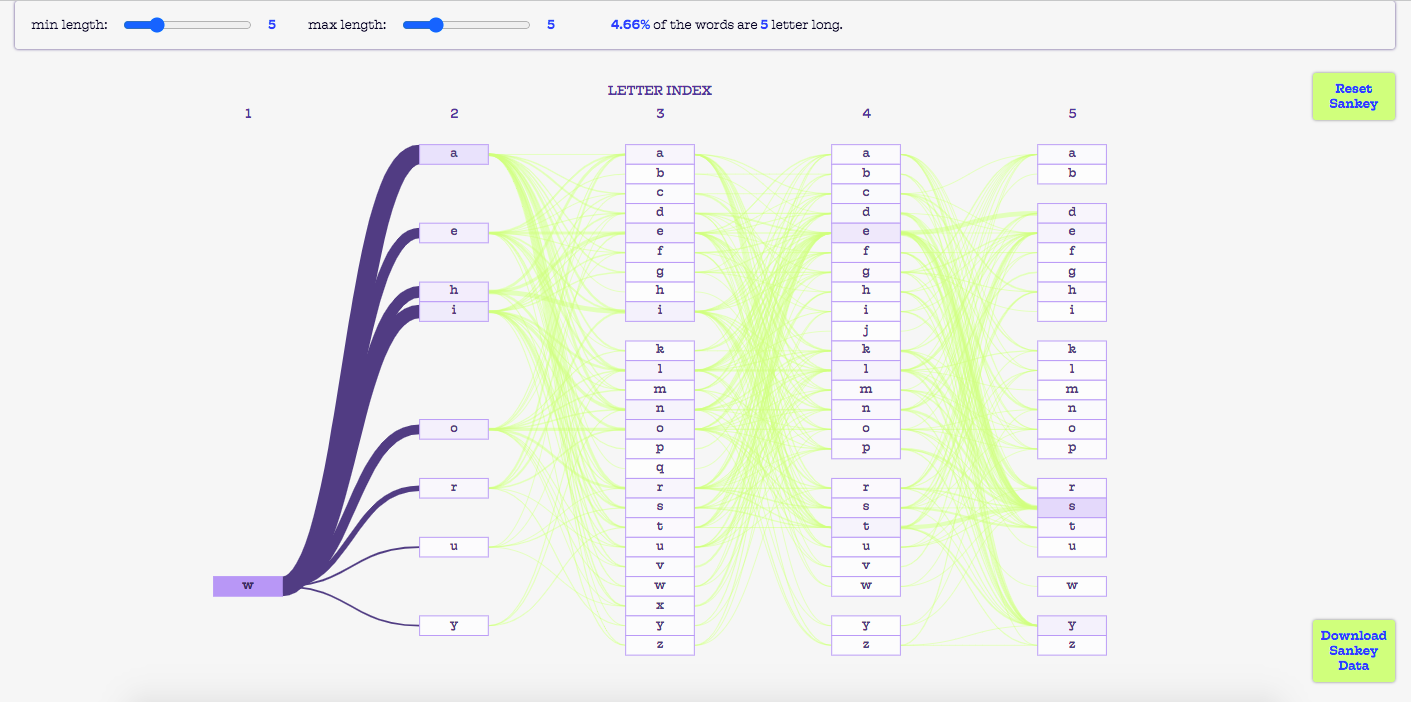 min length: 5 max length: 5 4.66% of the words are 5 letter long.
Reset
Sankey
LETTER INDEX
1 2 3 4 5
a a a a
b b b
c c
d d d
e e e e
f f f
g g g
h h h h
i i i i
j
k k k
l l l
m m m
n n n
o o o o
p p p
q
r r r r
s s s
t t t
u u u u
v v
w w w w
x
y y y y
z z z
Download
Sankey
Data